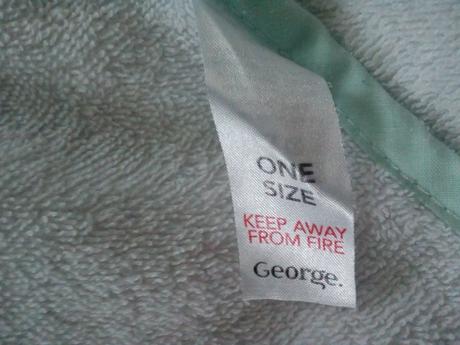 ONE
SIZE
KEEP AWAY
FROM FIRE
George.